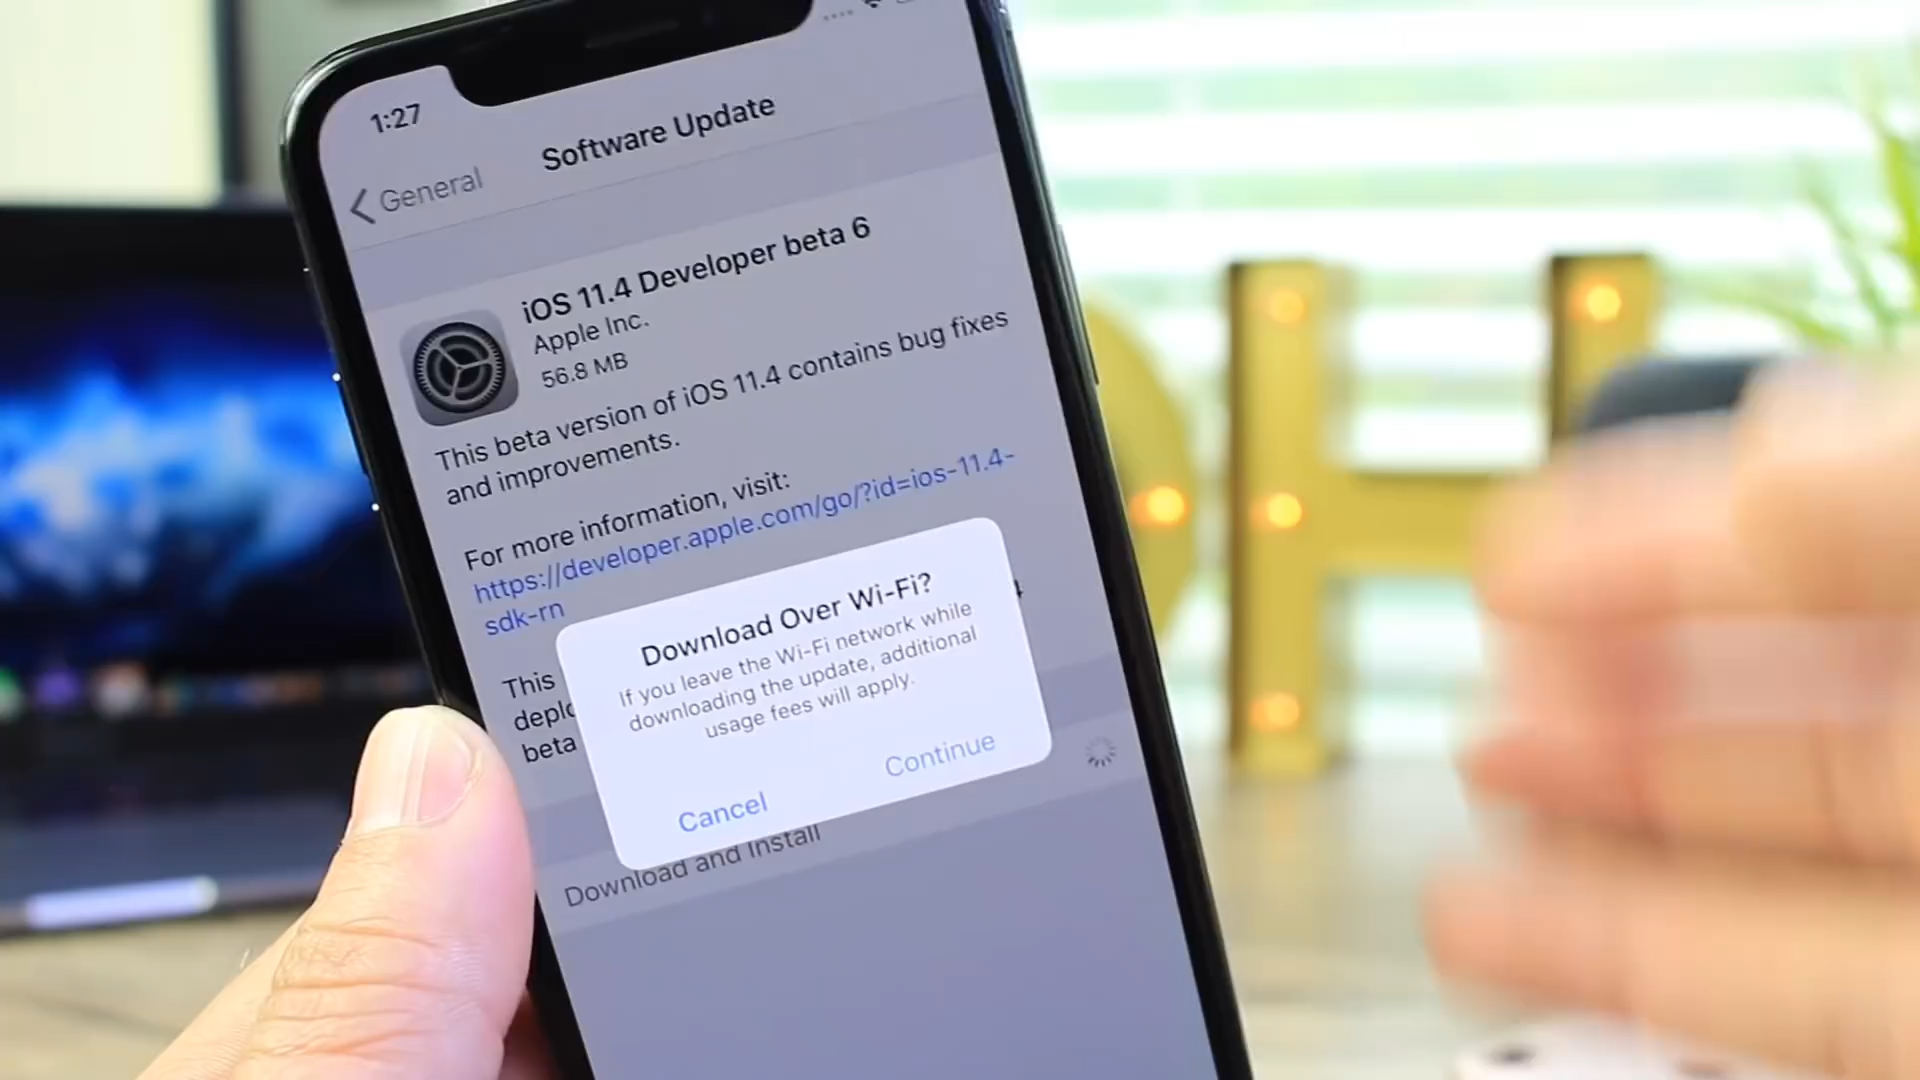 1:27
General
Software Update
iOS 11.4 Developer beta 6
Apple Inc.
56.8 MB
This beta version of iOS 11.4 contains bug fixes
and improvements.
For more information, visit:
https://developer.apple.com/go/?id=ios-11.4-
sdk-rn
This
beta
Download Over Wi-Fi?
If you leave the Wi-Fi network while
downloading the update, additional
usage fees will apply.
Cancel
Continue
Download and Install